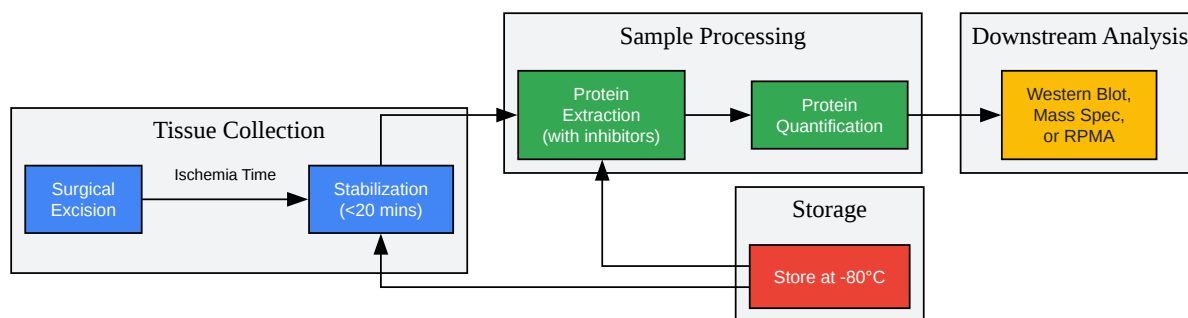 Tissue Collection
Surgical
Excision
Ischemia Time
Stabilization
(<20 mins)
Sample Processing
Protein
Extraction
(with inhibitors)
Protein
Quantification
Downstream Analysis
Western Blot,
Mass Spec,
or RPMA
Storage
Store at -80°C